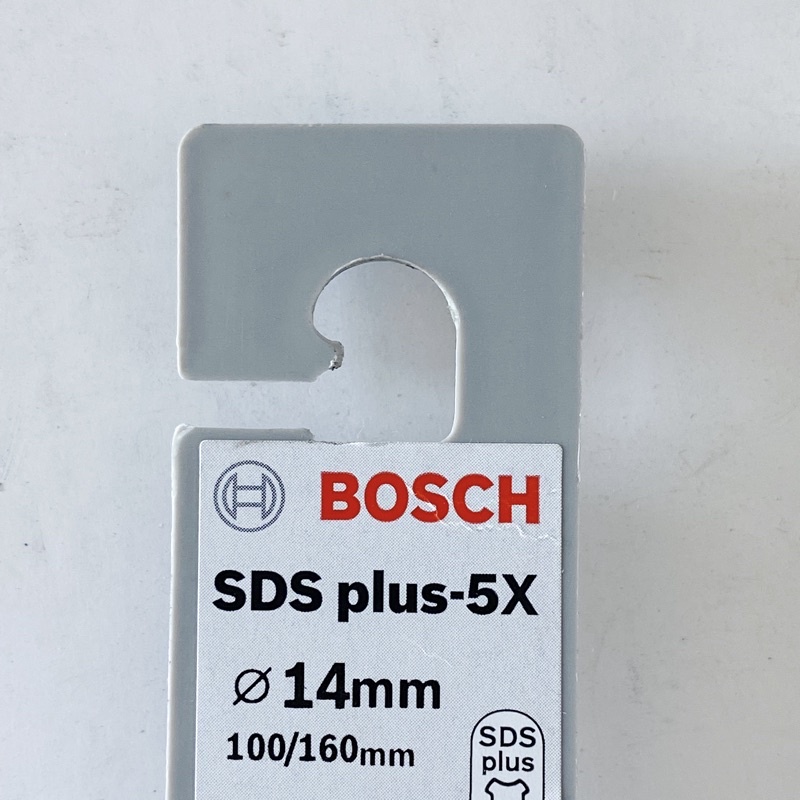 BOSCH
SDS plus-5X
⌀ 14mm
100/160mm
SDS
plus